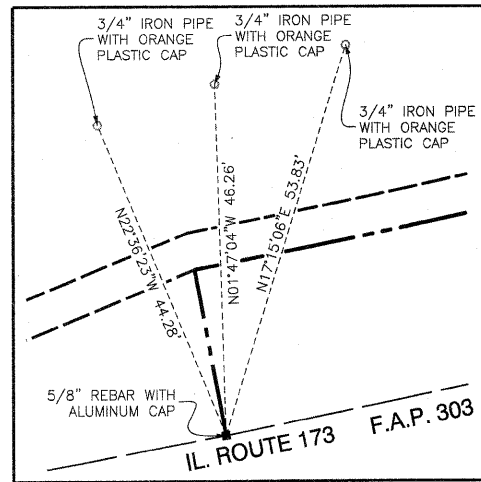 3/4" IRON PIPE
WITH ORANGE
PLASTIC CAP
3/4" IRON PIPE
WITH ORANGE
PLASTIC CAP
3/4" IRON PIPE
WITH ORANGE
PLASTIC CAP
N22°36'23"W 44.28'
N01°47'04"W 46.26'
N17°15'06"E 53.83'
5/8" REBAR WITH
ALUMINUM CAP
IL. ROUTE 173 F.A.P. 303